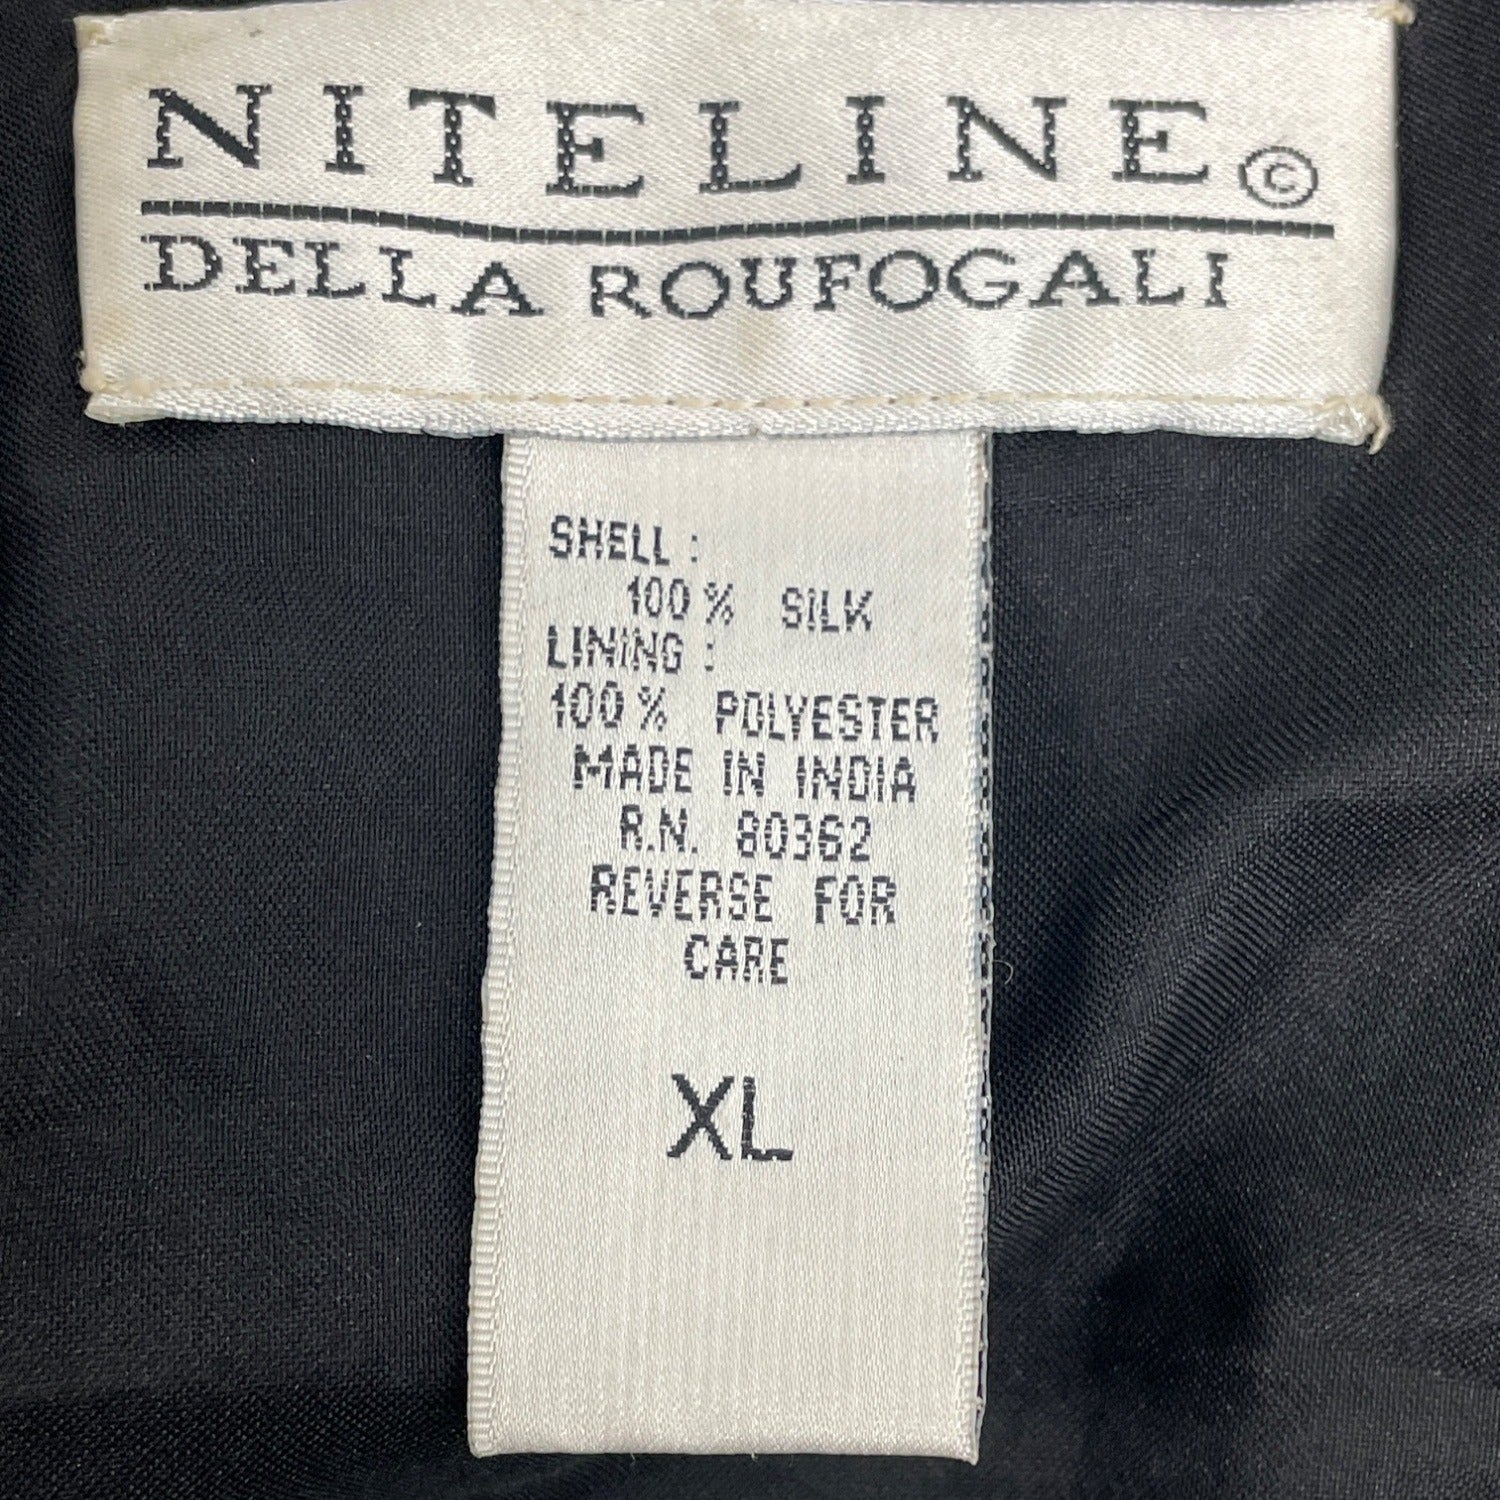 NITELINE ©
DELLA ROUFOGALI
SHELL :
100 % SILK
LINING :
100 % POLYESTER
MADE IN INDIA
R.N. 80362
REVERSE FOR
CARE
XL